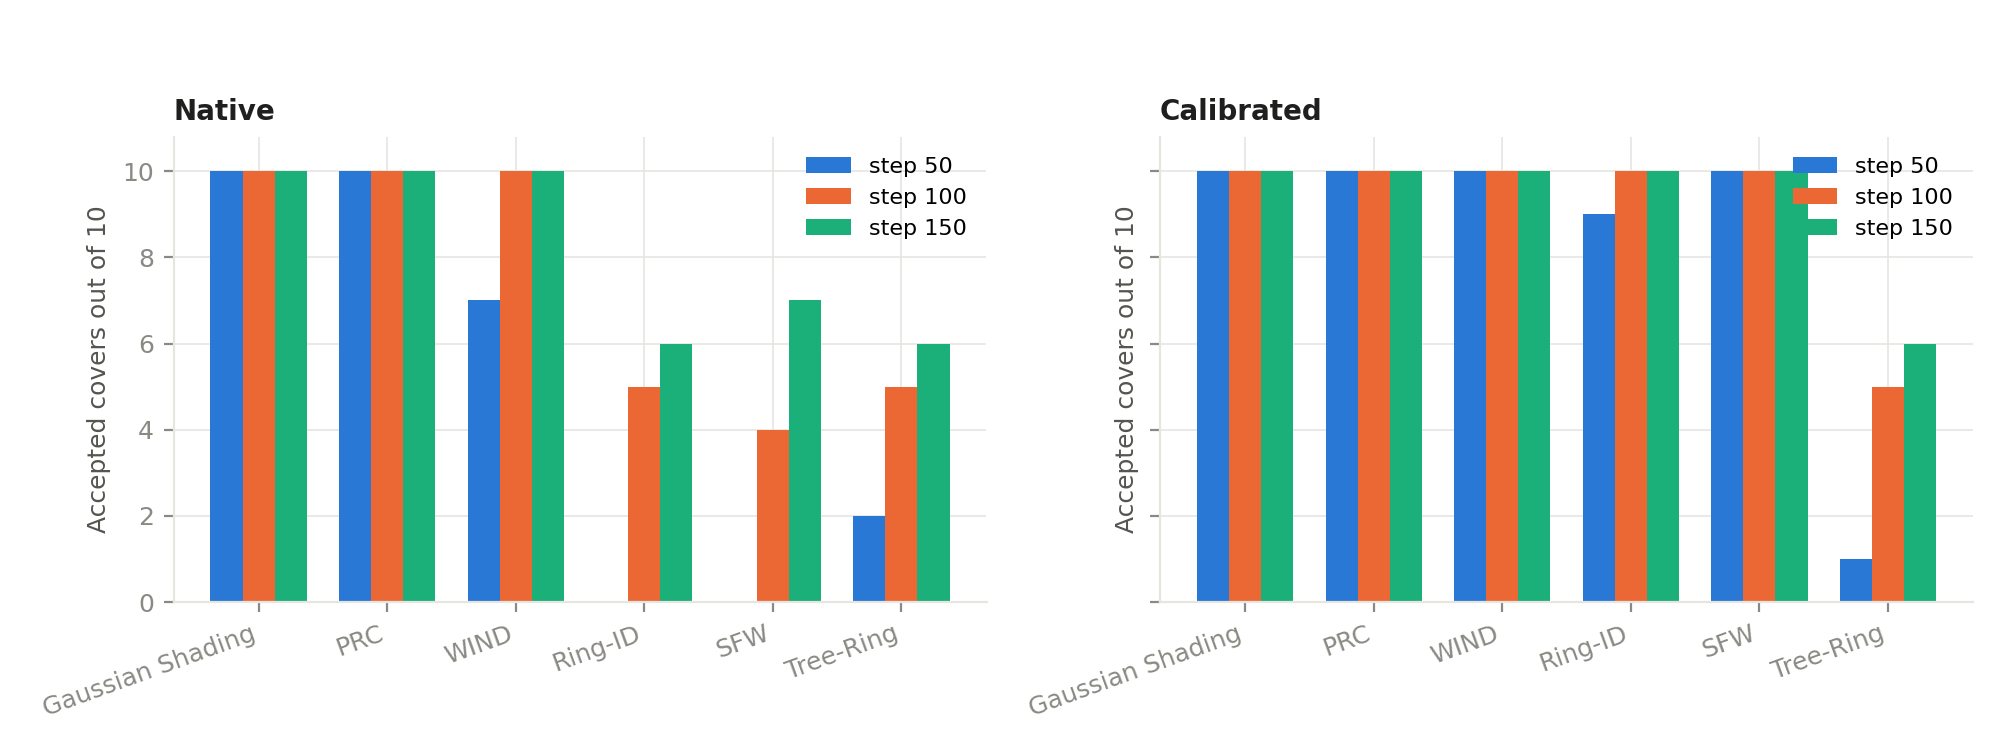 Native
Accepted covers out of 10
10
8
6
4
2
0
step 50
step 100
step 150
Gaussian Shading
PRC
WIND
Ring-ID
SFW
Tree-Ring
Calibrated
Accepted covers out of 10
step 50
step 100
step 150
Gaussian Shading
PRC
WIND
Ring-ID
SFW
Tree-Ring